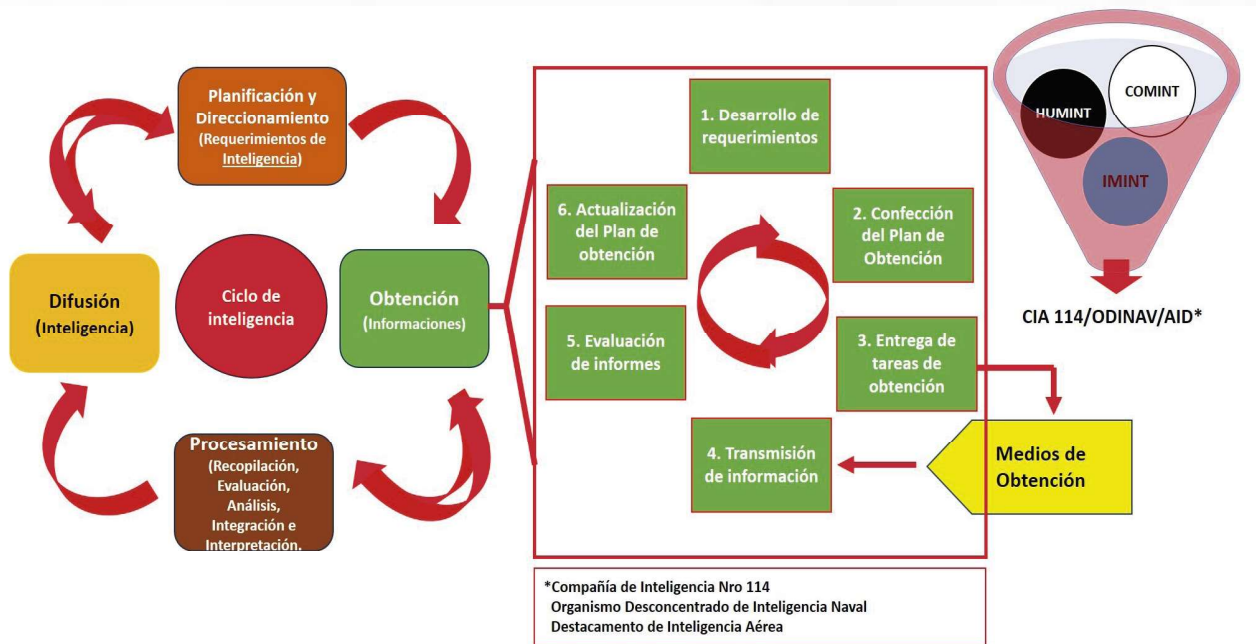 Planificación y
Direccionamiento
(Requerimientos de
Inteligencia)
Difusión
(Inteligencia)
Ciclo de
inteligencia
Obtención
(Informaciones)
Procesamiento
(Recopilación,
Evaluación,
Análisis,
Integración e
Interpretación.
1. Desarrollo de
requerimientos
2. Confección
del Plan de
Obtención
3. Entrega de
tareas de
obtención
4. Transmisión
de información
5. Evaluación
de informes
6. Actualización
del Plan de
obtención
Medios de
Obtención
HUMINT
COMINT
IMINT
CIA 114/ODINAV/AID*
*Compañía de Inteligencia Nro 114
Organismo Desconcentrado de Inteligencia Naval
Destacamento de Inteligencia Aérea